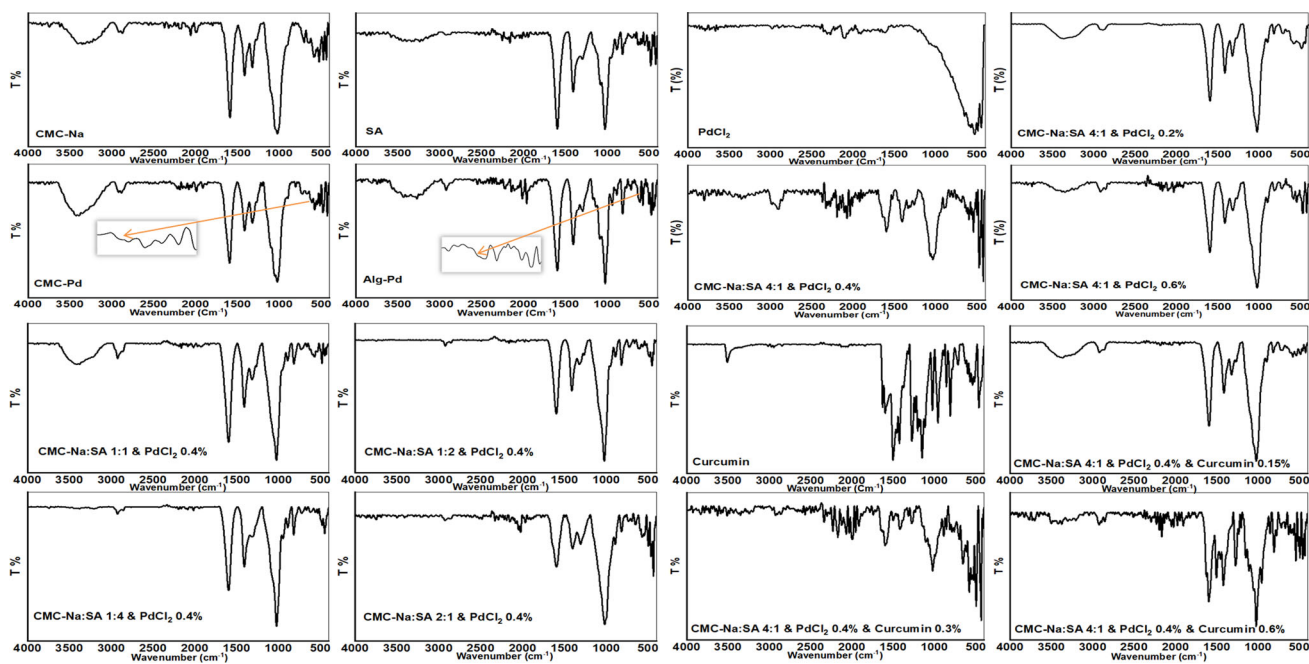 T%
CMC-Na
4000 3500 3000 2500 2000 1500 1000 500
Wavenumber (Cm⁻¹)
T%
SA
4000 3500 3000 2500 2000 1500 1000 500
Wavenumber (Cm⁻¹)
T (%)
PdCl₂
4000 3500 3000 2500 2000 1500 1000 500
Wavenumber (cm⁻¹)
T (%)
CMC-Na:SA 4:1 & PdCl₂ 0.2%
4000 3500 3000 2500 2000 1500 1000 500
Wavenumber (cm⁻¹)
T%
CMC-Pd
4000 3500 3000 2500 2000 1500 1000 500
Wavenumber (Cm⁻¹)
T%
Alg-Pd
4000 3500 3000 2500 2000 1500 1000 500
Wavenumber (Cm⁻¹)
T %
CMC-Na:SA 4:1 & PdCl₂ 0.4%
4000 3500 3000 2500 2000 1500 1000 500
Wavenumber (cm⁻¹)
T (%)
CMC-Na:SA 4:1 & PdCl₂ 0.6%
4000 3500 3000 2500 2000 1500 1000 500
Wavenumber (cm⁻¹)
T %
CMC-Na:SA 1:1 & PdCl₂ 0.4%
4000 3500 3000 2500 2000 1500 1000 500
Wavenumber (cm⁻¹)
T %
CMC-Na:SA 1:2 & PdCl₂ 0.4%
4000 3500 3000 2500 2000 1500 1000 500
Wavenumber (cm⁻¹)
T %
Curcumin
4000 3500 3000 2500 2000 1500 1000 500
Wavenumber (cm⁻¹)
T %
CMC-Na:SA 4:1 & PdCl₂ 0.4% & Curcumin 0.15%
4000 3500 3000 2500 2000 1500 1000 500
Wavenumber (cm⁻¹)
T %
CMC-Na:SA 1:4 & PdCl₂ 0.4%
4000 3500 3000 2500 2000 1500 1000 500
Wavenumber (cm⁻¹)
T %
CMC-Na:SA 2:1 & PdCl₂ 0.4%
4000 3500 3000 2500 2000 1500 1000 500
Wavenumber (cm⁻¹)
T %
CMC-Na:SA 4:1 & PdCl₂ 0.4% & Curcumin 0.3%
4000 3500 3000 2500 2000 1500 1000 500
Wavenumber (cm⁻¹)
T %
CMC-Na:SA 4:1 & PdCl₂ 0.4% & Curcumin 0.6%
4000 3500 3000 2500 2000 1500 1000 500
Wavenumber (cm⁻¹)